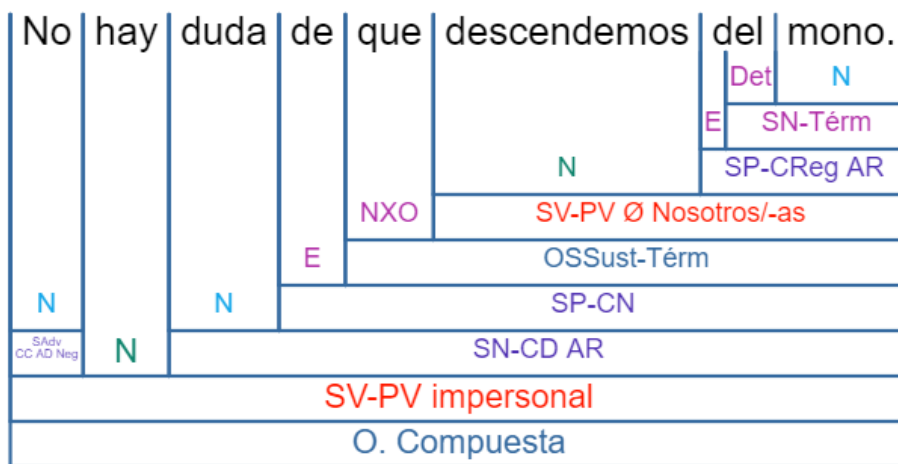 No hay duda de que descendemos del mono.
Det N
E SN-Térm
N SP-CReg AR
NXO SV-PV Ø Nosotros/-as
E OSSust-Térm
N N SP-CN
SAdv
CC AD Neg N SN-CD AR
SV-PV impersonal
O. Compuesta